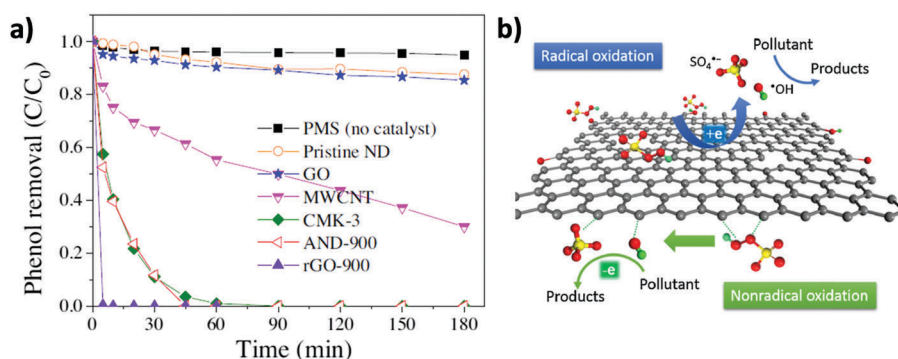 a)
Phenol removal (C/C₀)
1.0
0.8
0.6
0.4
0.2
0.0
PMS (no catalyst)
Pristine ND
GO
MWCNT
CMK-3
AND-900
rGO-900
0 30 60 90 120 150 180
Time (min)
b)
Radical oxidation
SO₄•−
Pollutant
Products
•OH
+e
-e
Products
Pollutant
Nonradical oxidation